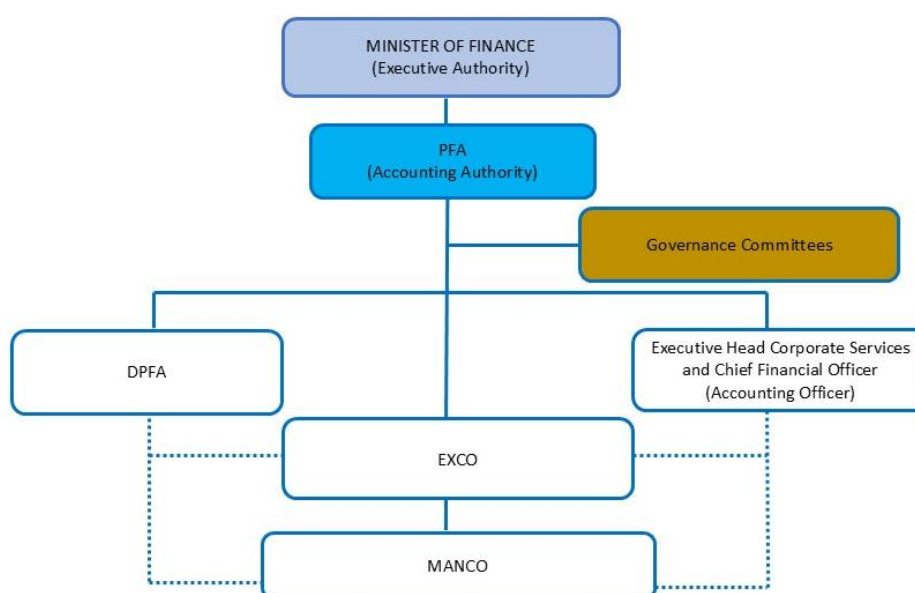 MINISTER OF FINANCE
(Executive Authority)
PFA
(Accounting Authority)
Governance Committees
DPFA
Executive Head Corporate Services
and Chief Financial Officer
(Accounting Officer)
EXCO
MANCO